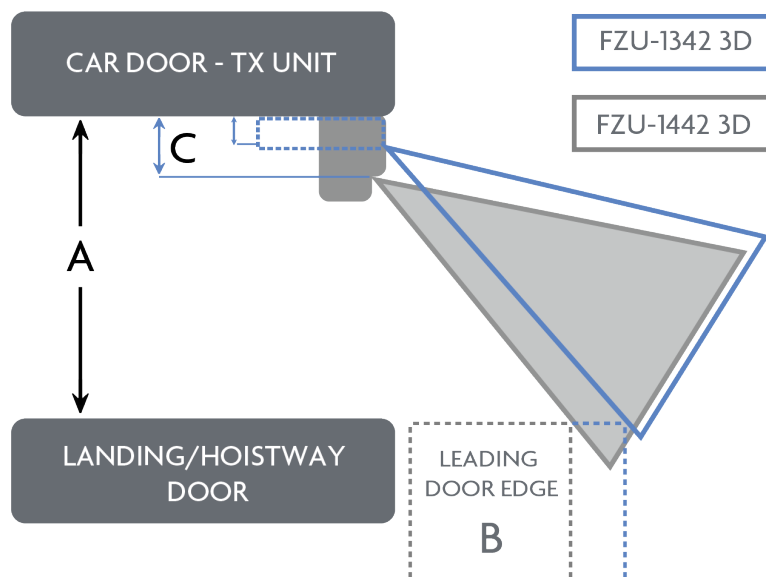 CAR DOOR - TX UNIT
FZU-1342 3D
FZU-1442 3D
C
A
LANDING/HOISTWAY
DOOR
LEADING
DOOR EDGE
B